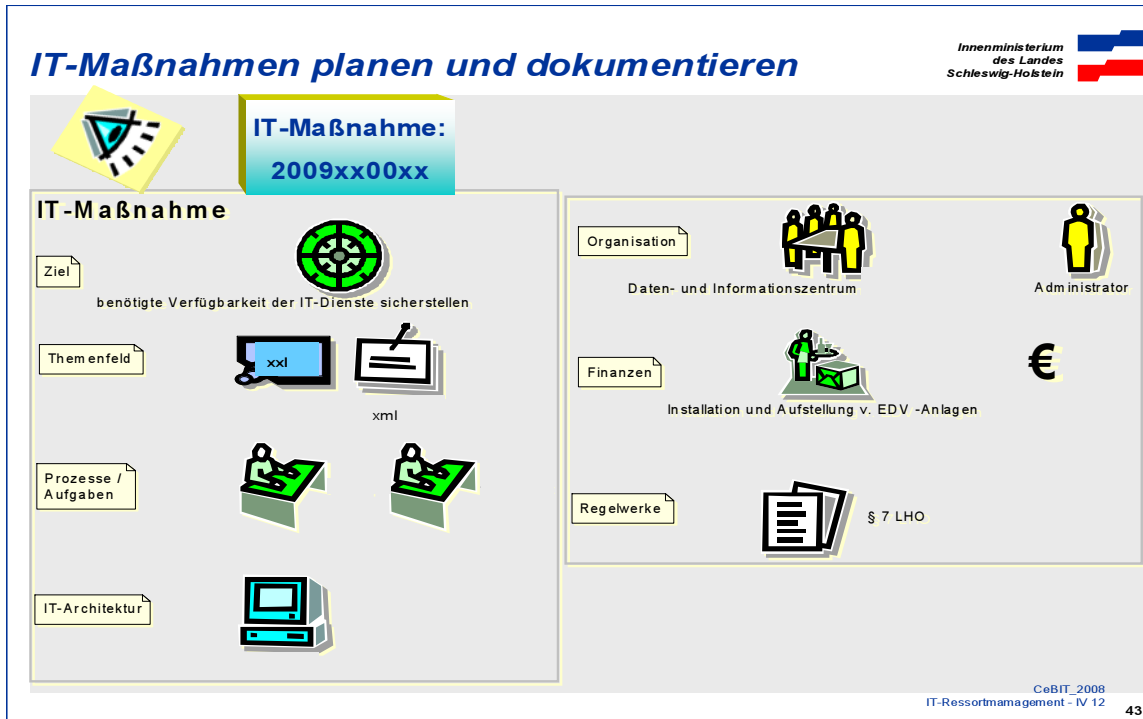 IT-Maßnahmen planen und dokumentieren
Innenministerium
des Landes
Schleswig-Holstein
IT-Maßnahme:
2009xx00xx
IT-Maßnahme
Ziel
benötigte Verfügbarkeit der IT-Dienste sicherstellen
Themenfeld
xxl
xml
Prozesse /
Aufgaben
IT-Architektur
Organisation
Daten- und Informationszentrum
Administrator
Finanzen
€
Installation und Aufstellung v. EDV -Anlagen
Regelwerke
§ 7 LHO
CeBIT_2008
IT-Ressortmamagement - IV 12
43